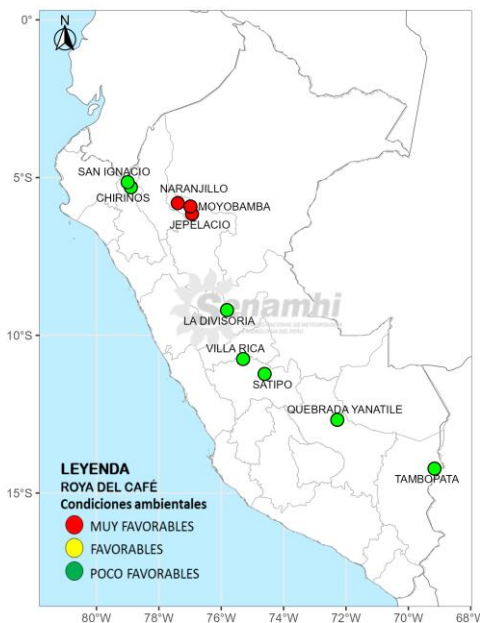 N
0°
SAN IGNACIO
CHIRINOS
NARANJILLO
MOYOBAMBA
JEPELACIO
5°S
Senamhi
LA DIVISORIA
10°S
VILLA RICA
SATIPO
QUEBRADA YANATILE
TAMBOPATA
LEYENDA
ROYA DEL CAFÉ
Condiciones ambientales
MUY FAVORABLES
FAVORABLES
POCO FAVORABLES
15°S
80°W 78°W 76°W 74°W 72°W 70°W 68°W